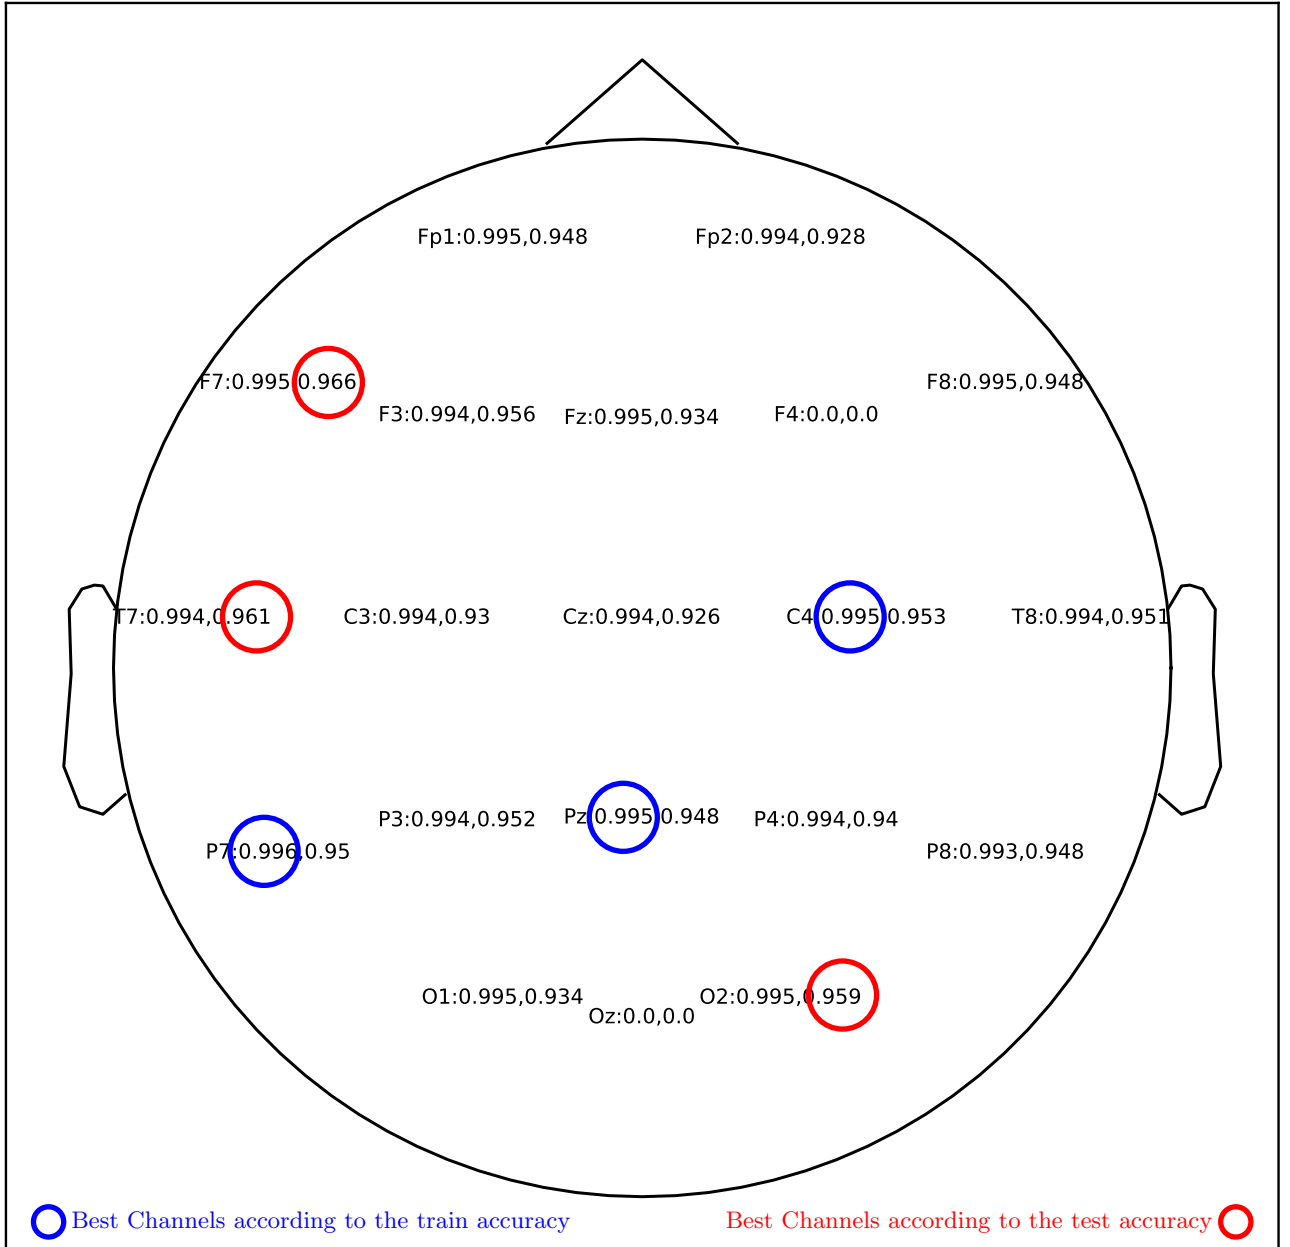 Fp1:0.995,0.948 Fp2:0.994,0.928
F7:0.995,0.966 F8:0.995,0.948
F3:0.994,0.956 Fz:0.995,0.934 F4:0.0,0.0
T7:0.994,0.961 C3:0.994,0.93 Cz:0.994,0.926 C4:0.995,0.953 T8:0.994,0.951
P3:0.994,0.952 Pz:0.995,0.948 P4:0.994,0.94
P7:0.996,0.95 P8:0.993,0.948
O1:0.995,0.934 O2:0.995,0.959
Oz:0.0,0.0
Best Channels according to the train accuracy Best Channels according to the test accuracy